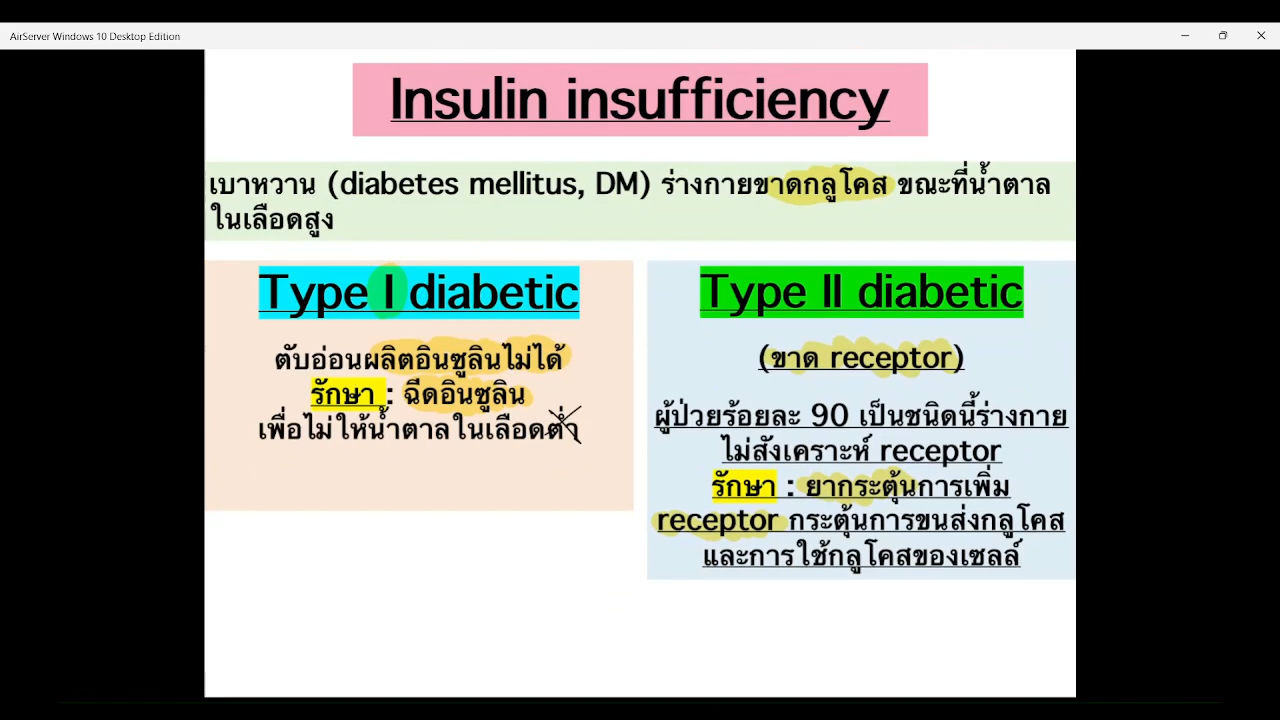 AirServer Windows 10 Desktop Edition
Insulin insufficiency
เบาหวาน (diabetes mellitus, DM) ร่างกายขาดกลูโคส ขณะที่น้ำตาล
ในเลือดสูง
Type I diabetic
ตับอ่อนผลิตอินซูลินไม่ได้
รักษา : ฉีดอินซูลิน
เพื่อไม่ให้น้ำตาลในเลือดต่ำ
Type II diabetic
(ขาด receptor)
ผู้ป่วยร้อยละ 90 เป็นชนิดนี้ร่างกาย
ไม่สังเคราะห์ receptor
รักษา : ยากระตุ้นการเพิ่ม
receptor กระตุ้นการขนส่งกลูโคส
และการใช้กลูโคสของเซลล์